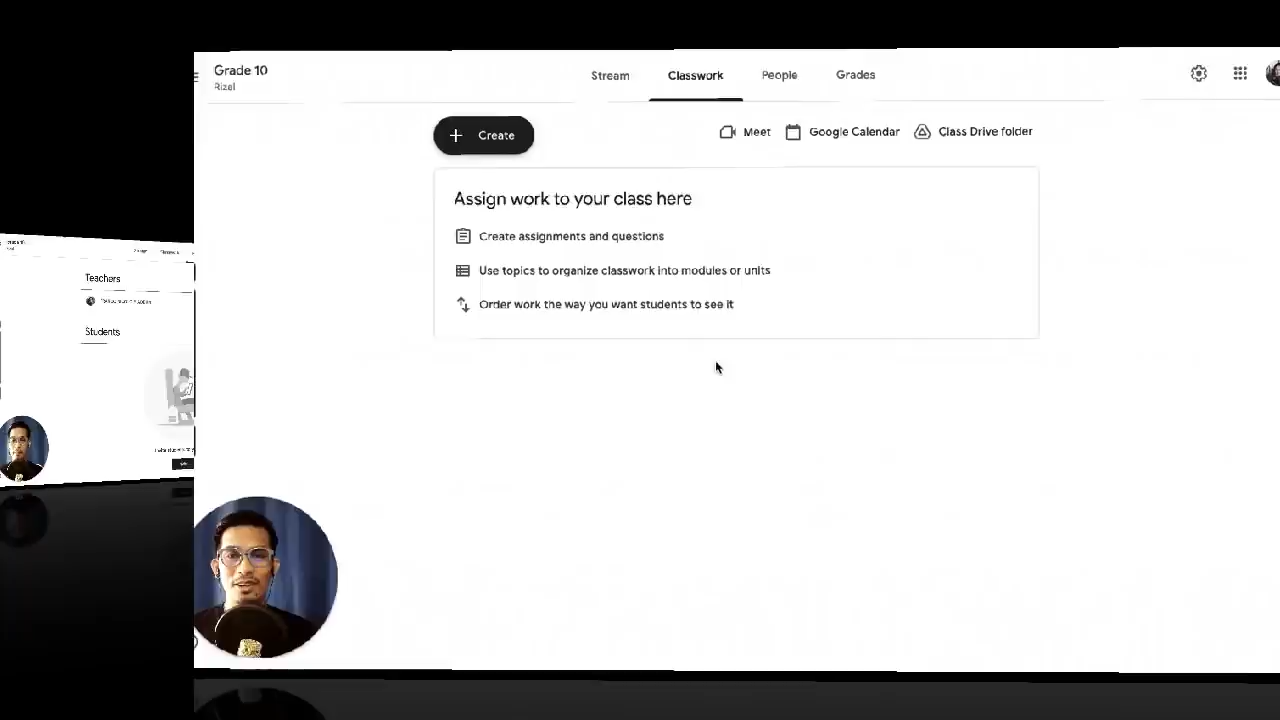 Grade 10
Rizal
Stream
Classwork
People
Grades
Create
Meet
Google Calendar
Class Drive folder
Assign work to your class here
Create assignments and questions
Use topics to organize classwork into modules or units
Order work the way you want students to see it
Teachers
Students